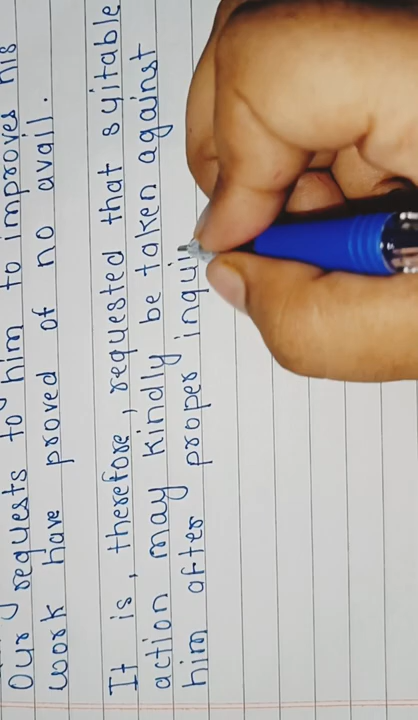 Our requests to him to improves his
work have proved of no avail.
It is, therefore, requested that suitable
action may kindly be taken against
him after proper inqui